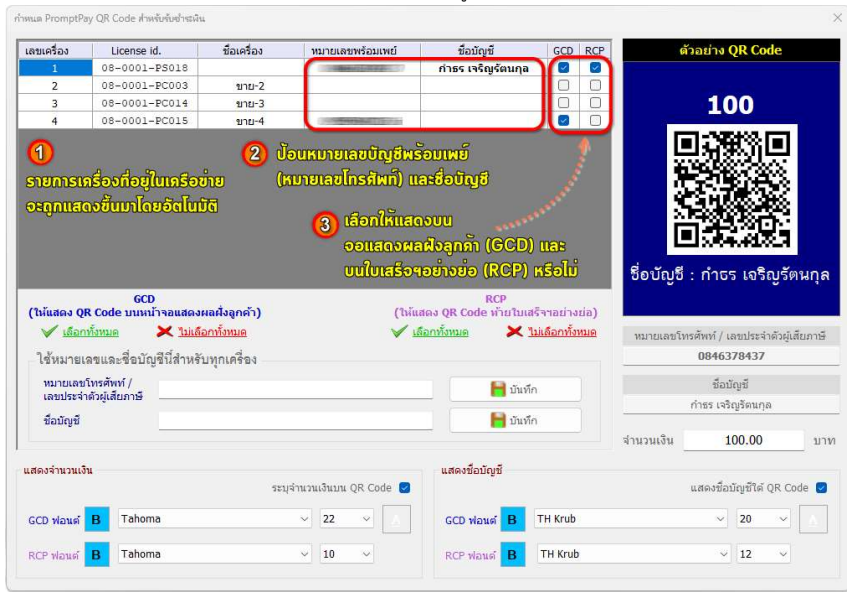 กำหนด PromptPay QR Code สำหรับรับชำระเงิน
เลขเครื่อง License id. ชื่อเครื่อง หมายเลขพร้อมเพย์ ชื่อบัญชี GCD RCP
1 08-0001-PS018 กำธร เจริญรัตนกุล
2 08-0001-PC003 ขาย-2
3 08-0001-PC014 ขาย-3
4 08-0001-PC015 ขาย-4
1
รายการเครื่องที่อยู่ในเครือข่าย
จะถูกแสดงขึ้นมาโดยอัตโนมัติ
2 ป้อนหมายเลขบัญชีพร้อมเพย์
(หมายเลขโทรศัพท์) และชื่อบัญชี
3 เลือกให้แสดงบน
จอแสดงผลฝั่งลูกค้า (GCD) และ
บนใบเสร็จฯอย่างย่อ (RCP) หรือไม่
GCD
(ให้แสดง QR Code บนหน้าจอแสดงผลฝั่งลูกค้า)
เลือกทั้งหมด ไม่เลือกทั้งหมด
RCP
(ให้แสดง QR Code ท้ายใบเสร็จฯอย่างย่อ)
เลือกทั้งหมด ไม่เลือกทั้งหมด
ใช้หมายเลขและชื่อบัญชีนี้สำหรับทุกเครื่อง
หมายเลขโทรศัพท์ /
เลขประจำตัวผู้เสียภาษี
บันทึก
ชื่อบัญชี
บันทึก
ตัวอย่าง QR Code
100
ชื่อบัญชี : กำธร เจริญรัตนกุล
หมายเลขโทรศัพท์ / เลขประจำตัวผู้เสียภาษี
0846378437
ชื่อบัญชี
กำธร เจริญรัตนกุล
จำนวนเงิน 100.00 บาท
แสดงจำนวนเงิน
ระบุจำนวนเงินบน QR Code
GCD ฟอนต์ B Tahoma 22 A
RCP ฟอนต์ B Tahoma 10
แสดงชื่อบัญชี
แสดงชื่อบัญชีใต้ QR Code
GCD ฟอนต์ B TH Krub 20 A
RCP ฟอนต์ B TH Krub 12